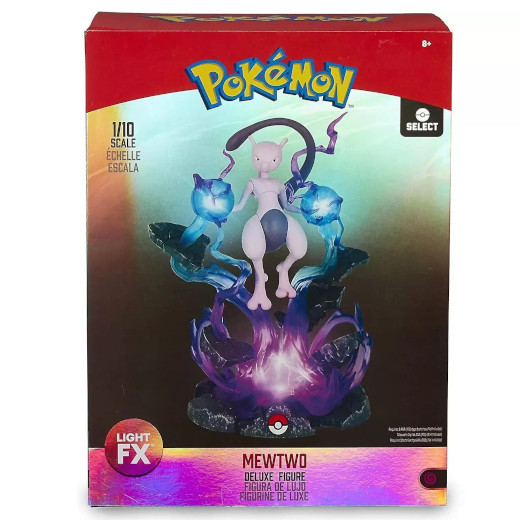 POKéMON
8+
SELECT
1/10
SCALE
ÉCHELLE
ESCALA
LIGHT
FX
MEWTWO
DELUXE FIGURE
FIGURA DE LUJO
FIGURINE DE LUXE